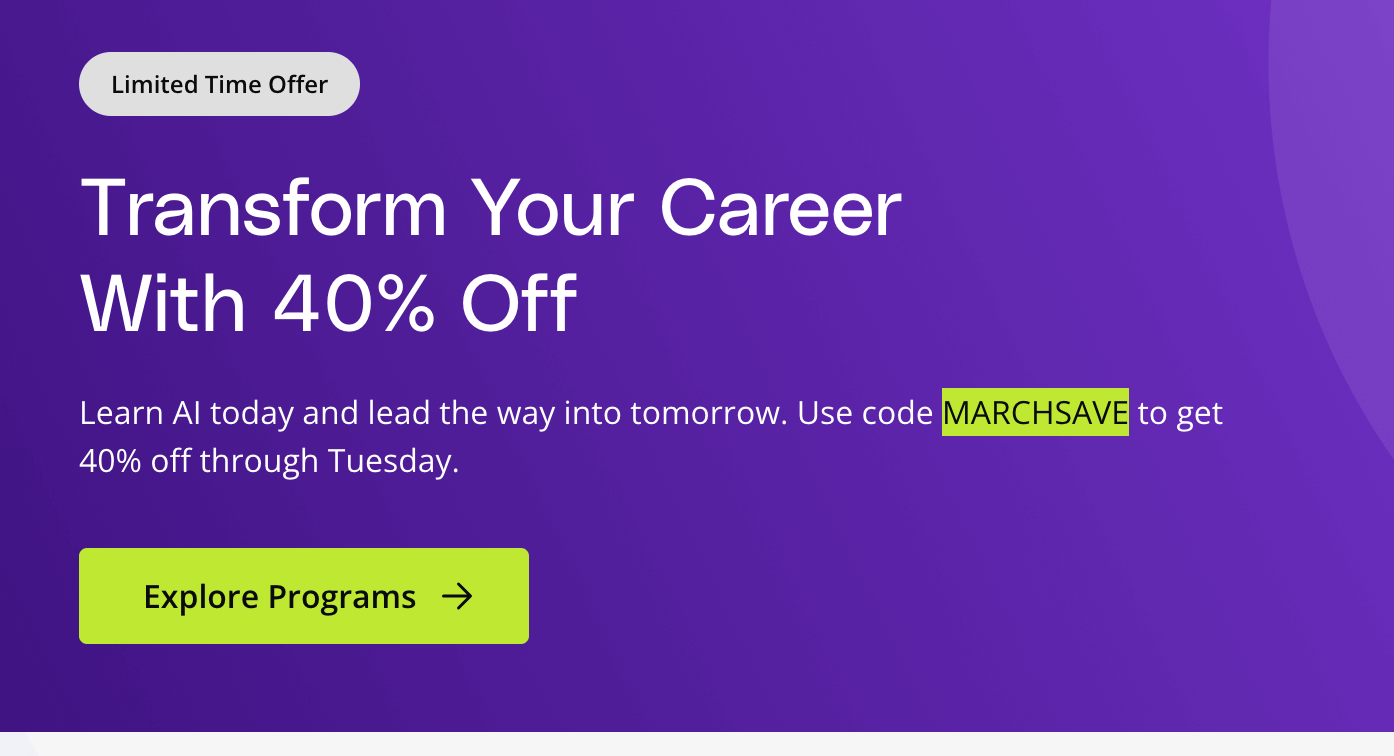 Limited Time Offer
Transform Your Career
With 40% Off
Learn AI today and lead the way into tomorrow. Use code MARCHSAVE to get
40% off through Tuesday.
Explore Programs